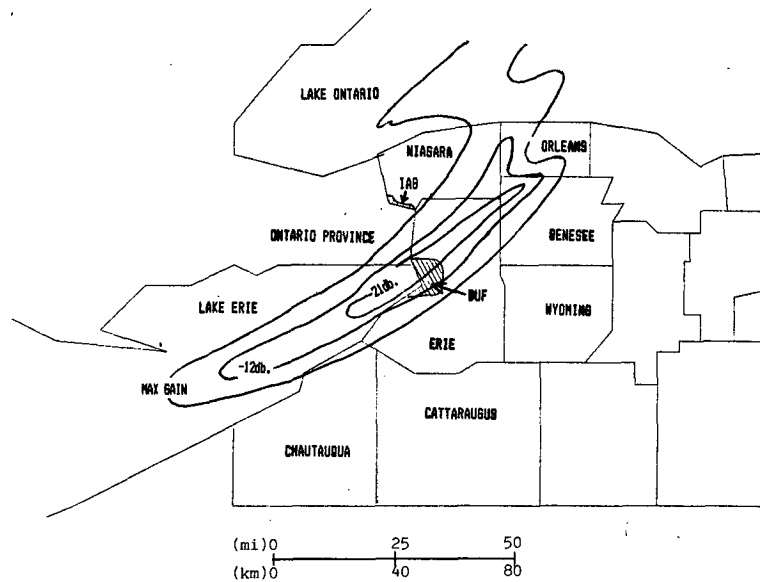 LAKE ONTARIO
NIAGARA
ORLEANS
IAG
ONTARIO PROVINCE
GENESEE
-21db.
LAKE ERIE
BUF
WYOMING
ERIE
-12db.
MAX GAIN
CATTARAUGUS
CHAUTAUQUA
(mi)0 25 50
(km)0 40 80